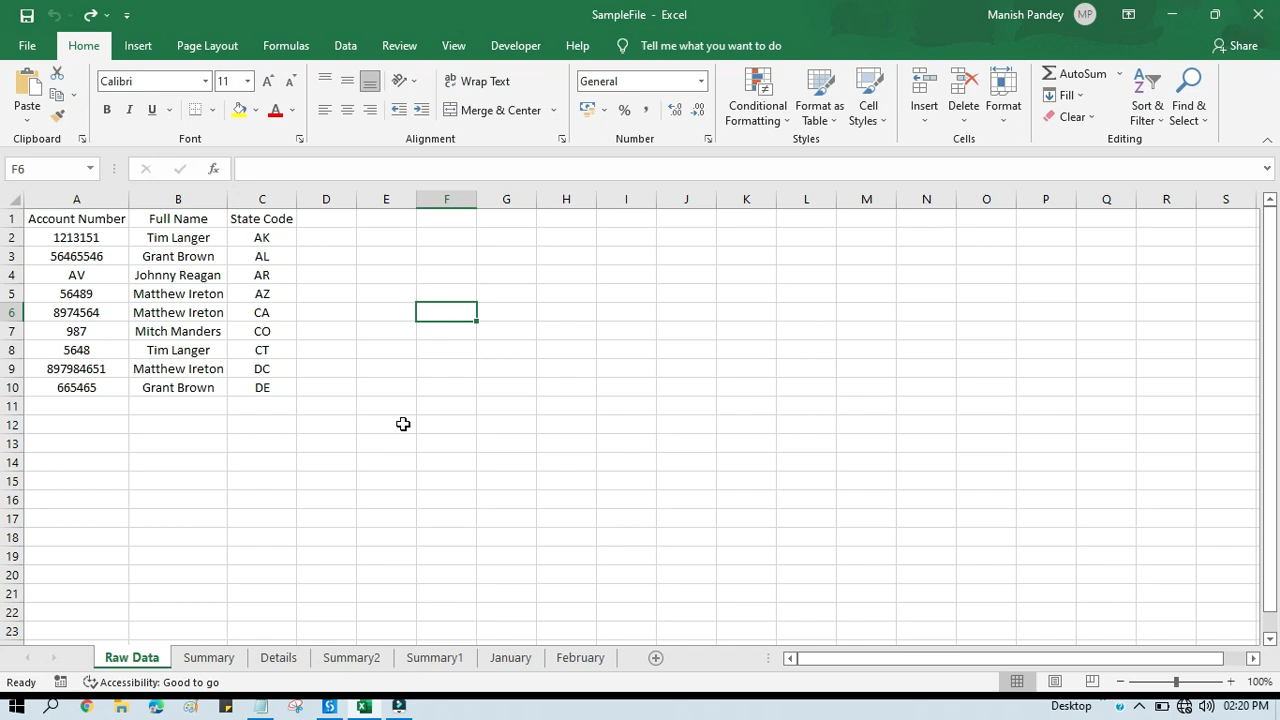 SampleFile - Excel
Manish Pandey MP
File Home Insert Page Layout Formulas Data Review View Developer Help Tell me what you want to do Share
Paste
Clipboard
Calibri 11
B I U
Font
Wrap Text
Merge & Center
Alignment
General
Number
Conditional Formatting
Format as Table
Cell Styles
Styles
Insert
Delete
Format
Cells
AutoSum
Fill
Clear
Sort & Filter
Find & Select
Editing
F6 fx
A B C D E F G H I J K L M N O P Q R S
1 Account Number Full Name State Code
2 1213151 Tim Langer AK
3 56465546 Grant Brown AL
4 AV Johnny Reagan AR
5 56489 Matthew Ireton AZ
6 8974564 Matthew Ireton CA
7 987 Mitch Manders CO
8 5648 Tim Langer CT
9 897984651 Matthew Ireton DC
10 665465 Grant Brown DE
11
12
13
14
15
16
17
18
19
20
21
22
23
Raw Data Summary Details Summary2 Summary1 January February
Ready Accessibility: Good to go 100%
Desktop 02:20 PM